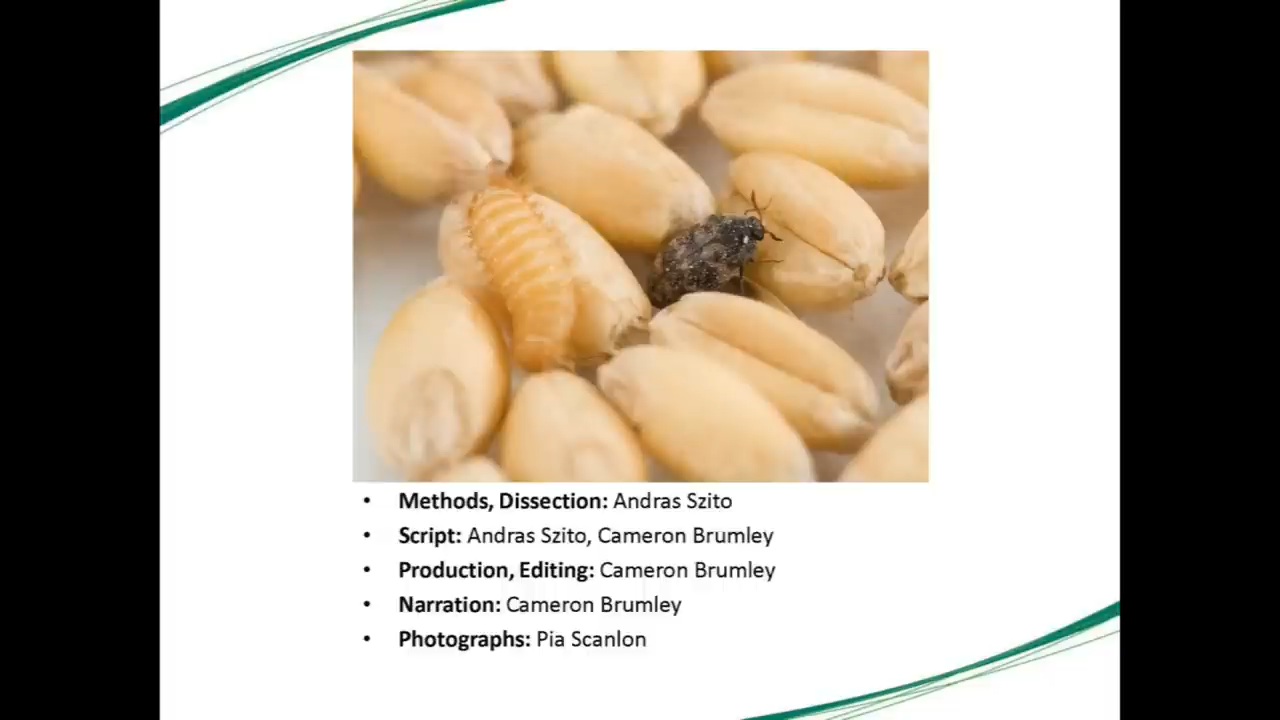 • Methods, Dissection: Andras Szito
• Script: Andras Szito, Cameron Brumley
• Production, Editing: Cameron Brumley
• Narration: Cameron Brumley
• Photographs: Pia Scanlon